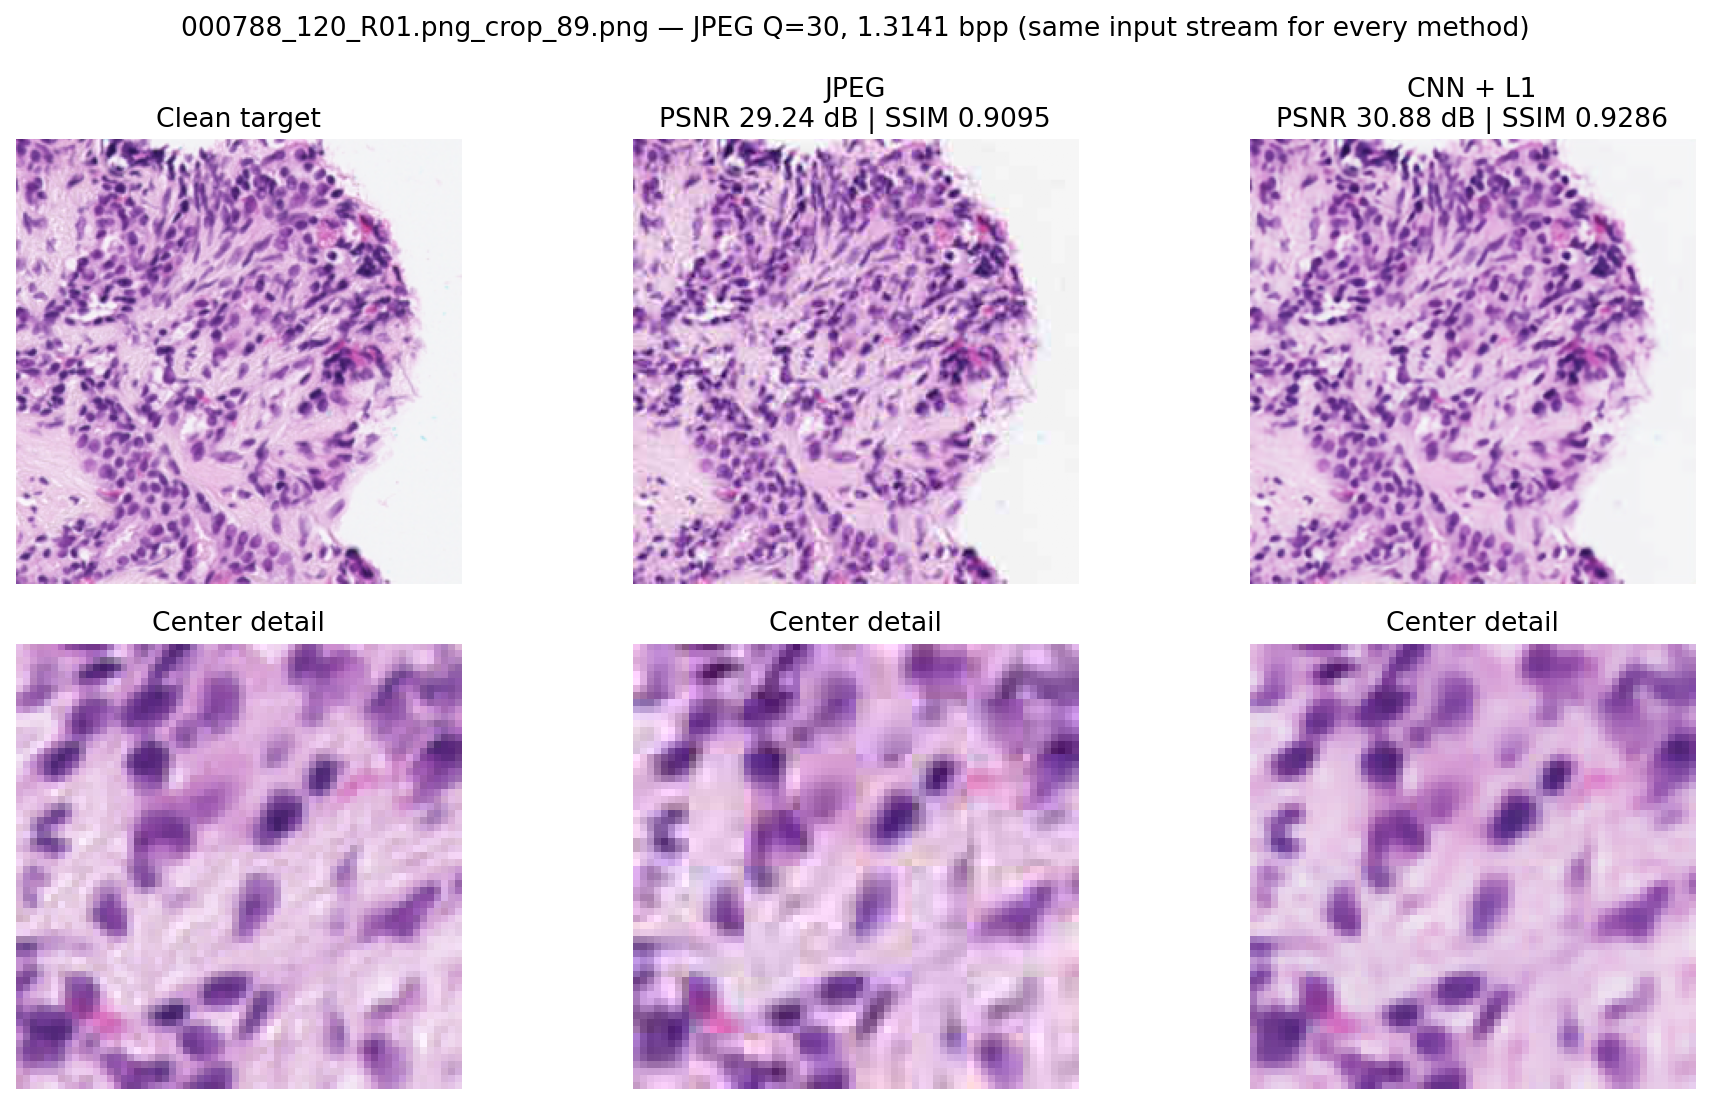 000788_120_R01.png_crop_89.png — JPEG Q=30, 1.3141 bpp (same input stream for every method)
Clean target
JPEG
PSNR 29.24 dB | SSIM 0.9095
CNN + L1
PSNR 30.88 dB | SSIM 0.9286
Center detail
Center detail
Center detail